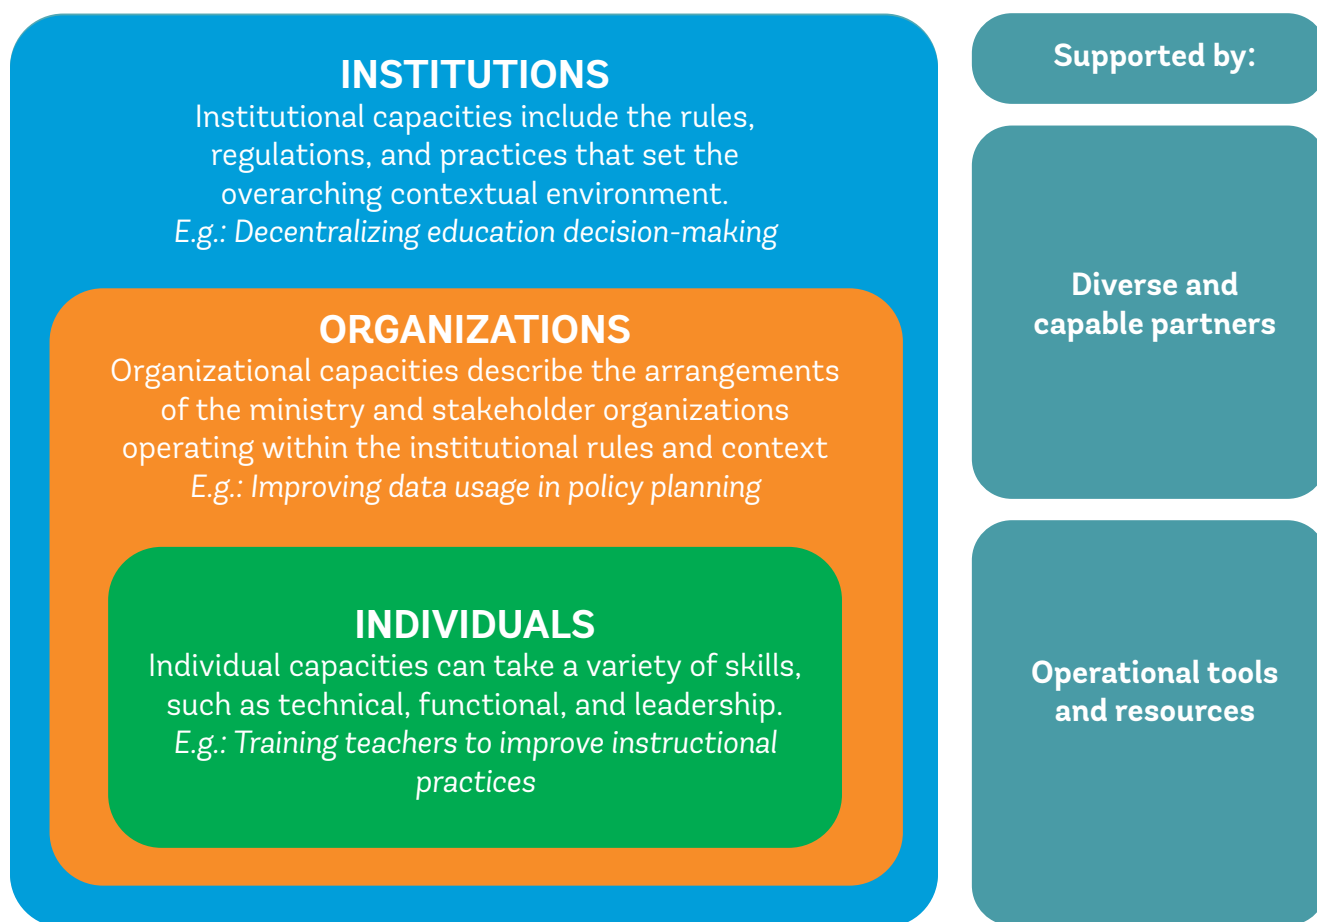 INSTITUTIONS
Institutional capacities include the rules,
regulations, and practices that set the
overarching contextual environment.
E.g.: Decentralizing education decision-making
ORGANIZATIONS
Organizational capacities describe the arrangements
of the ministry and stakeholder organizations
operating within the institutional rules and context
E.g.: Improving data usage in policy planning
INDIVIDUALS
Individual capacities can take a variety of skills,
such as technical, functional, and leadership.
E.g.: Training teachers to improve instructional
practices
Supported by:
Diverse and
capable partners
Operational tools
and resources